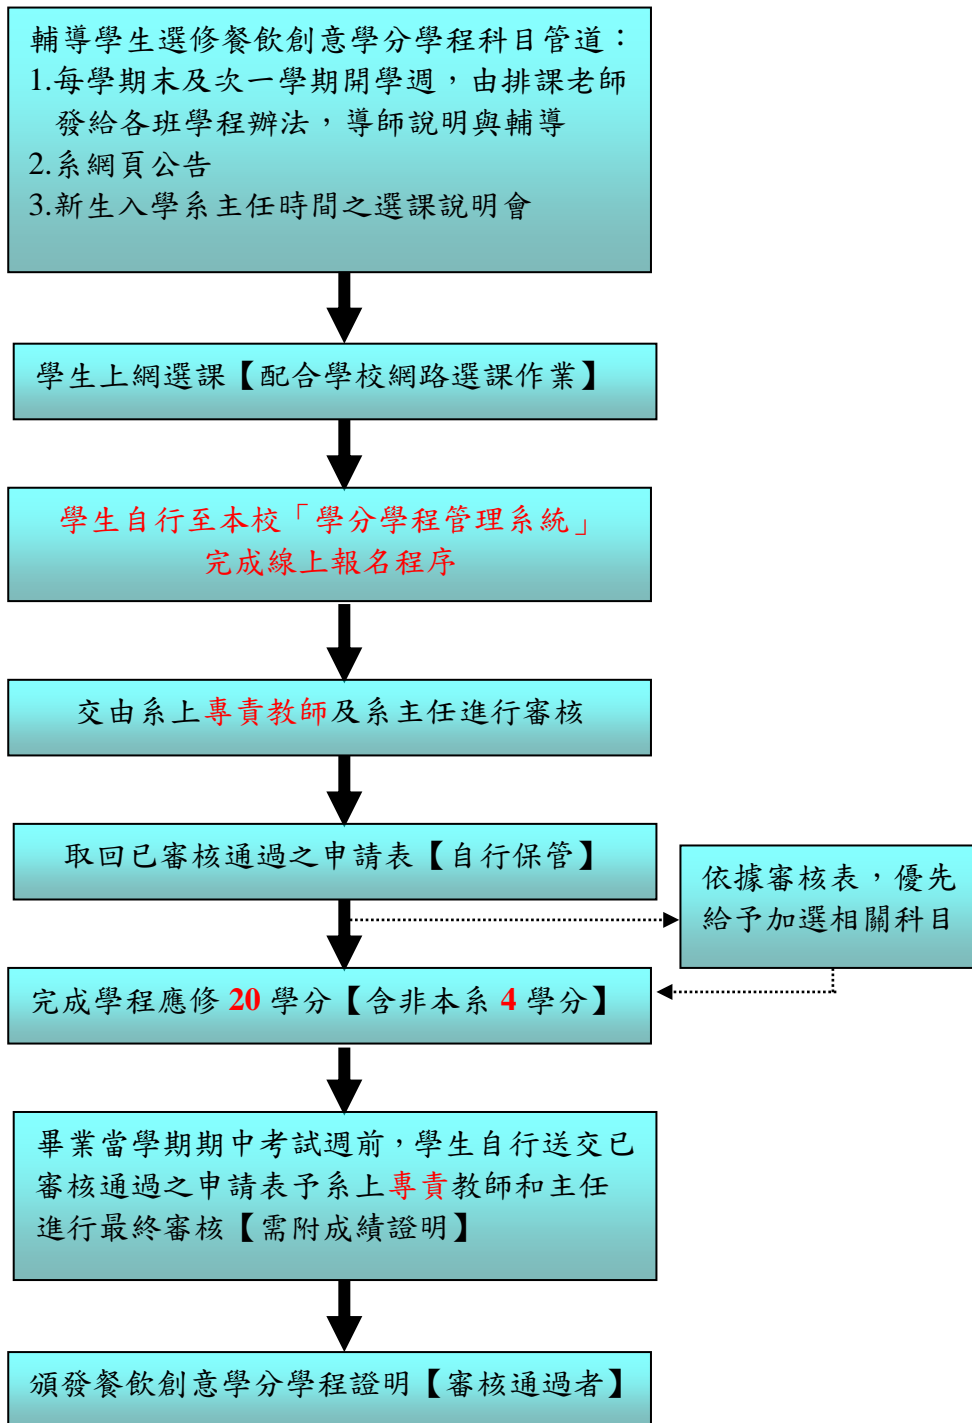 輔導學生選修餐飲創意學分學程科目管道：
1.每學期末及次一學期開學週，由排課老師
發給各班學程辦法，導師說明與輔導
2.系網頁公告
3.新生入學系主任時間之選課說明會
學生上網選課【配合學校網路選課作業】
學生自行至本校「學分學程管理系統」
完成線上報名程序
交由系上專責教師及系主任進行審核
取回已審核通過之申請表【自行保管】
依據審核表，優先
給予加選相關科目
完成學程應修 20 學分【含非本系 4 學分】
畢業當學期期中考試週前，學生自行送交已
審核通過之申請表予系上專責教師和主任
進行最終審核【需附成績證明】
頒發餐飲創意學分學程證明【審核通過者】